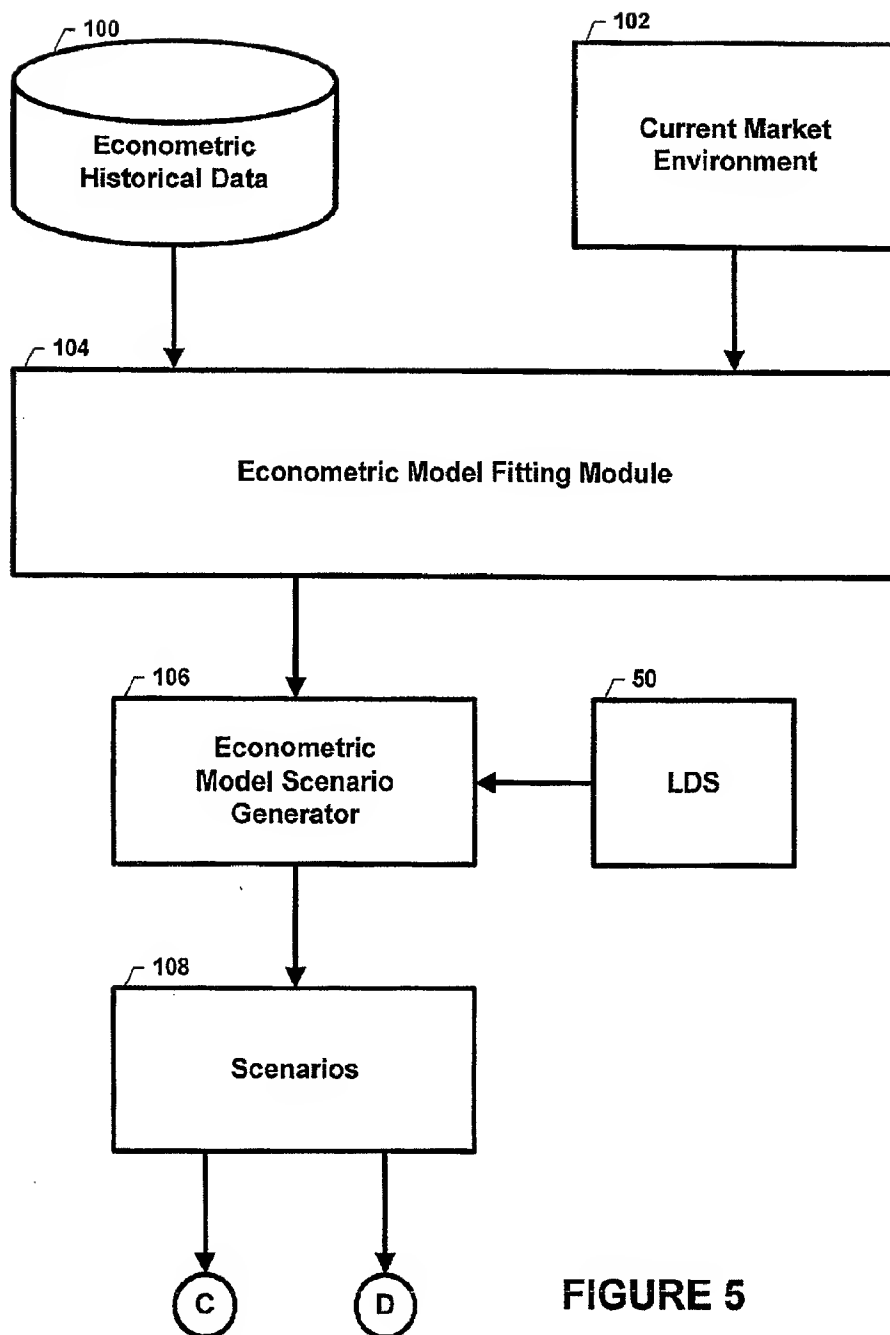 100
Econometric
Historical Data
102
Current Market
Environment
104
Econometric Model Fitting Module
106
Econometric
Model Scenario
Generator
50
LDS
108
Scenarios
C
D
FIGURE 5